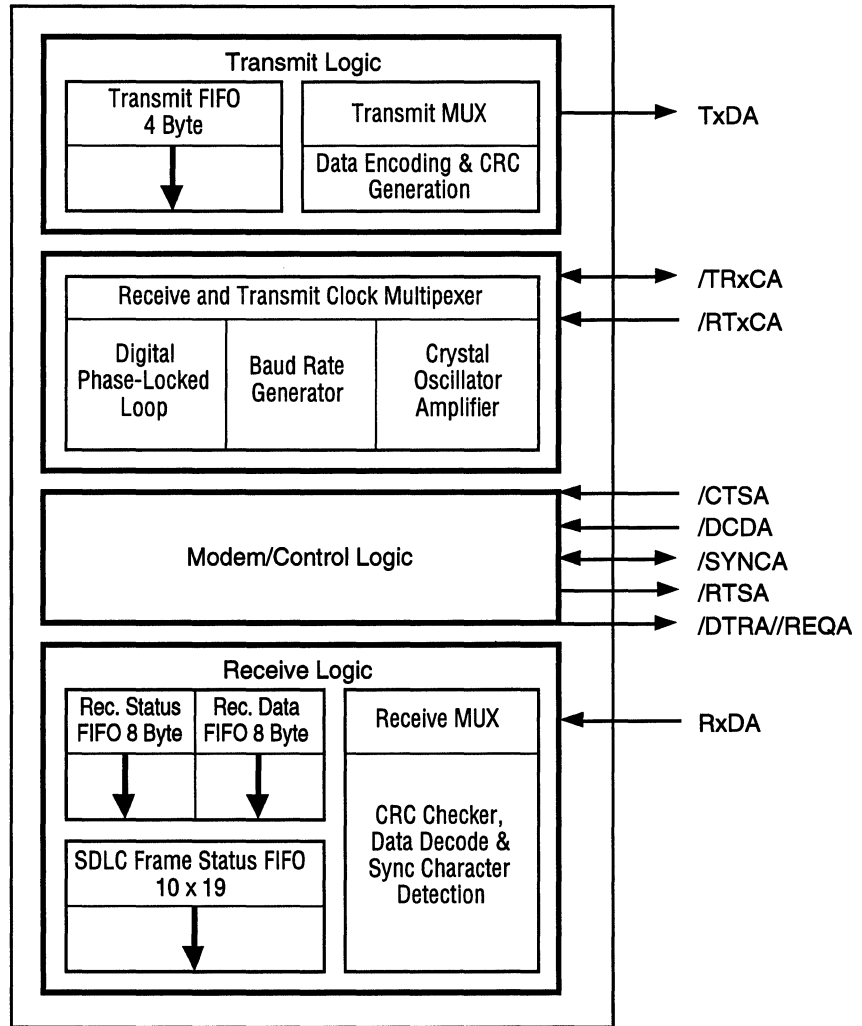 Transmit Logic
Transmit FIFO
4 Byte
Transmit MUX
Data Encoding & CRC
Generation
TxDA
Receive and Transmit Clock Multipexer
Digital
Phase-Locked
Loop
Baud Rate
Generator
Crystal
Oscillator
Amplifier
/TRxCA
/RTxCA
Modem/Control Logic
/CTSA
/DCDA
/SYNCA
/RTSA
/DTRA//REQA
Receive Logic
Rec. Status
FIFO 8 Byte
Rec. Data
FIFO 8 Byte
SDLC Frame Status FIFO
10 x 19
Receive MUX
CRC Checker,
Data Decode &
Sync Character
Detection
RxDA